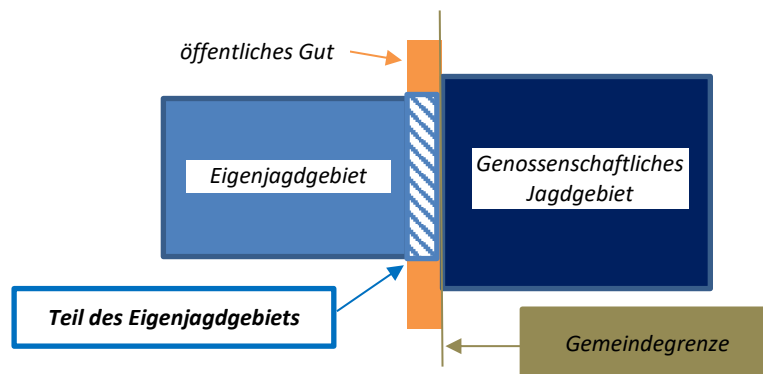 öffentliches Gut
Eigenjagdgebiet
Genossenschaftliches
Jagdgebiet
Teil des Eigenjagdgebiets
Gemeindegrenze